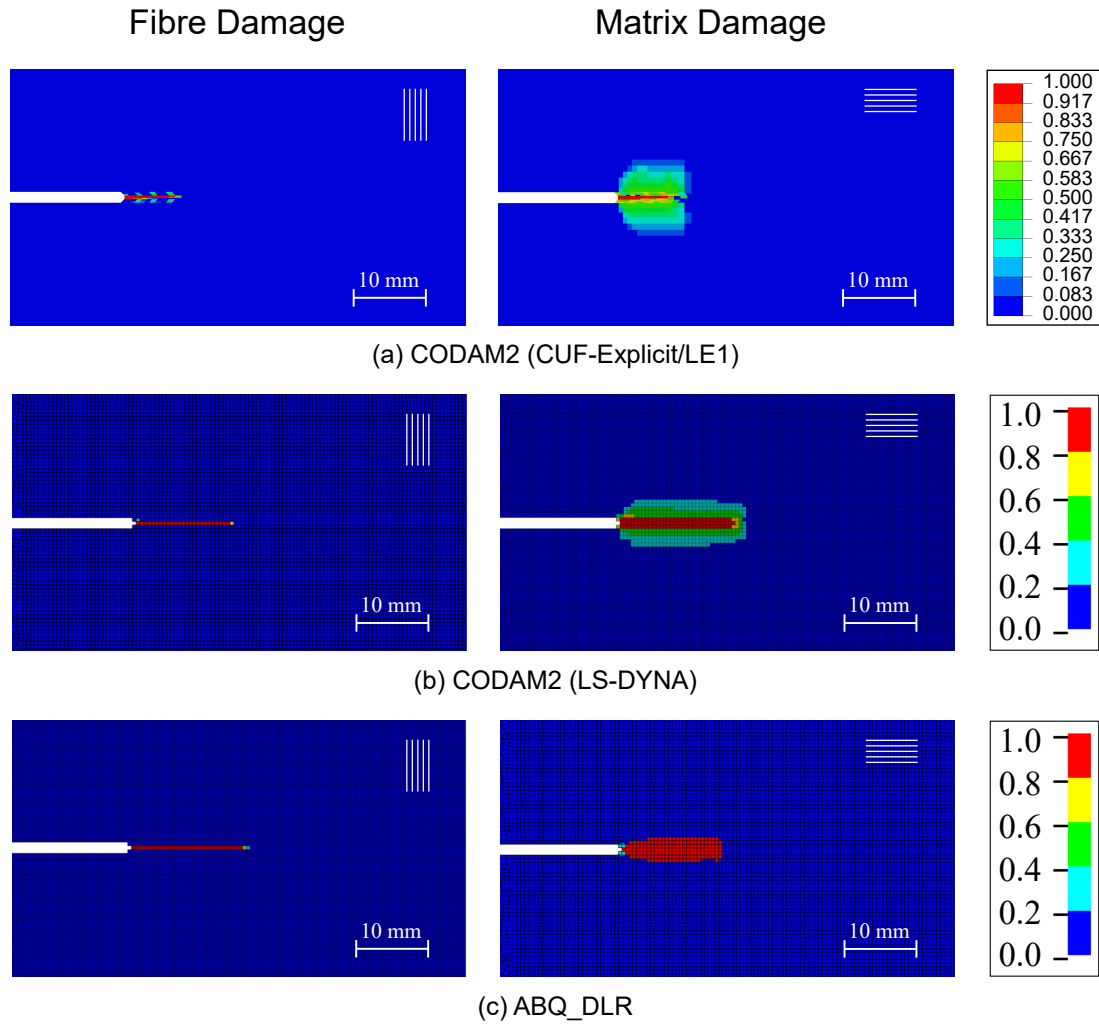 Fibre Damage
Matrix Damage
10 mm
10 mm
1.000
0.917
0.833
0.750
0.667
0.583
0.500
0.417
0.333
0.250
0.167
0.083
0.000
(a) CODAM2 (CUF-Explicit/LE1)
10 mm
10 mm
1.0
0.8
0.6
0.4
0.2
0.0
(b) CODAM2 (LS-DYNA)
10 mm
10 mm
1.0
0.8
0.6
0.4
0.2
0.0
(c) ABQ_DLR